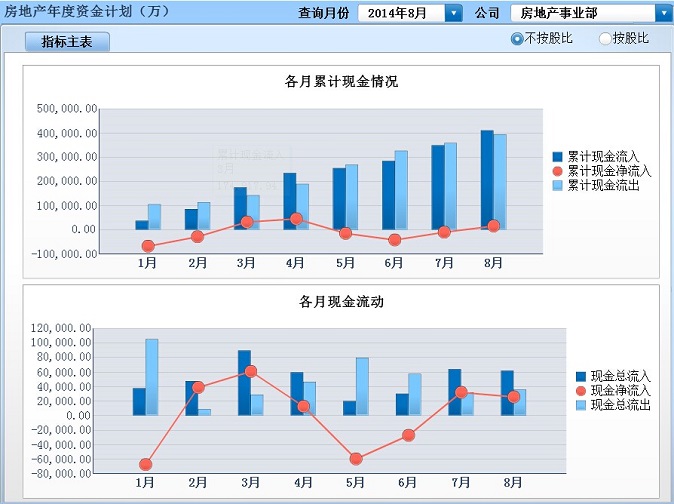 房地产年度资金计划（万） 查询月份 2014年8月 公司 房地产事业部
指标主表 不按股比 按股比
各月累计现金情况
500,000.00
400,000.00
300,000.00
200,000.00
100,000.00
0.00
-100,000.00
1月 2月 3月 4月 5月 6月 7月 8月
累计现金流入
累计现金净流入
累计现金流出
各月现金流动
120,000.00
100,000.00
80,000.00
60,000.00
40,000.00
20,000.00
0.00
-20,000.00
-40,000.00
-60,000.00
-80,000.00
1月 2月 3月 4月 5月 6月 7月 8月
现金总流入
现金净流入
现金总流出